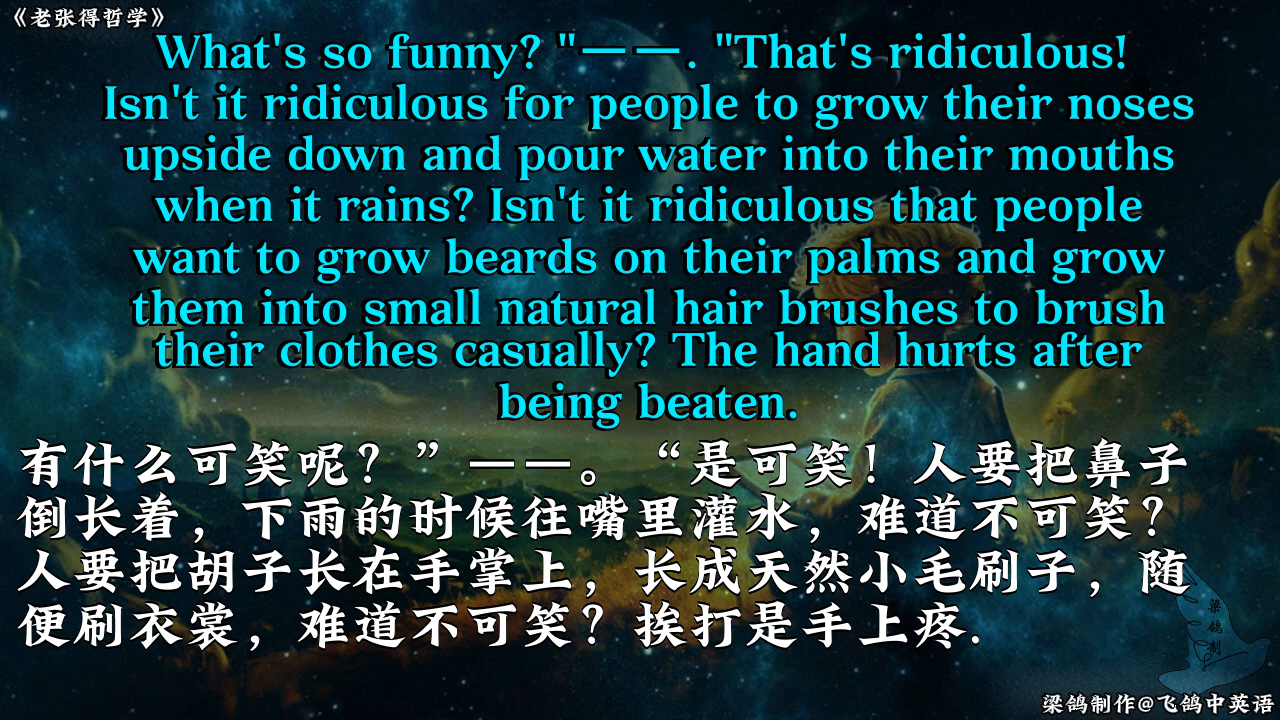 《老张得哲学》
What's so funny? "一一. "That's ridiculous!
Isn't it ridiculous for people to grow their noses
upside down and pour water into their mouths
when it rains? Isn't it ridiculous that people
want to grow beards on their palms and grow
them into small natural hair brushes to brush
their clothes casually? The hand hurts after
being beaten.
有什么可笑呢？”一一。“是可笑！人要把鼻子
倒长着，下雨的时候往嘴里灌水，难道不可笑？
人要把胡子长在手掌上，长成天然小毛刷子，随
便刷衣裳，难道不可笑？挨打是手上疼.
梁鸽制
梁鸽制作@飞鸽中英语